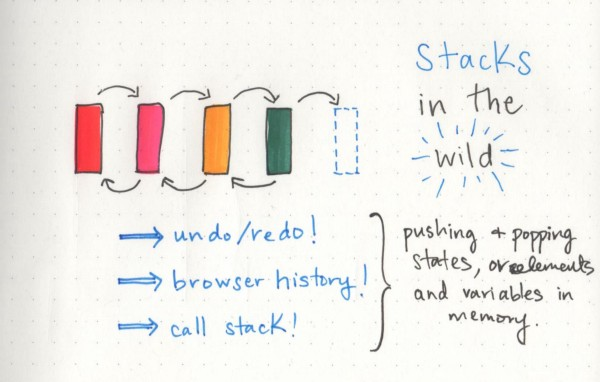 Stacks
in the
wild
undo/redo!
browser history!
call stack!
pushing + popping
states, or elements
and variables in
memory.